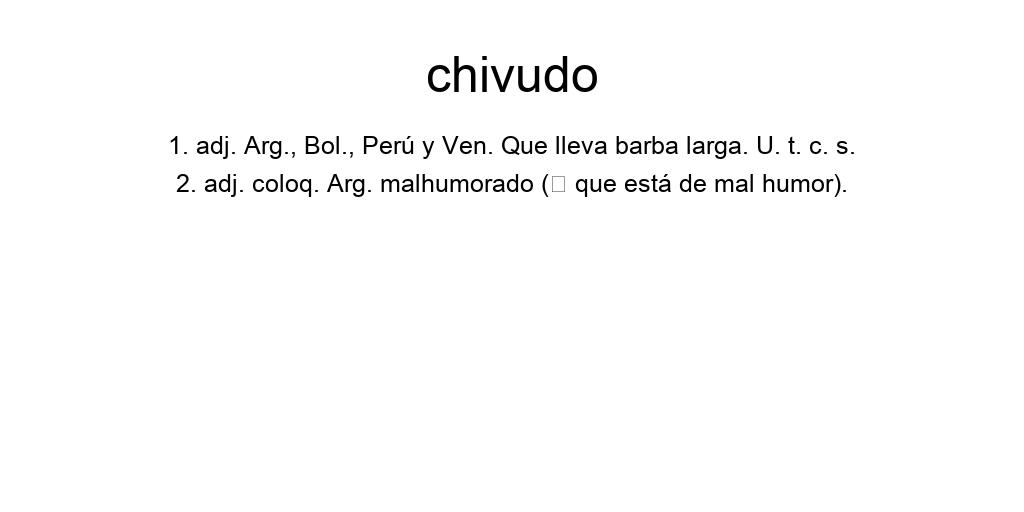 chivudo
1. adj. Arg., Bol., Perú y Ven. Que lleva barba larga. U. t. c. s.
2. adj. coloq. Arg. malhumorado (□ que está de mal humor).